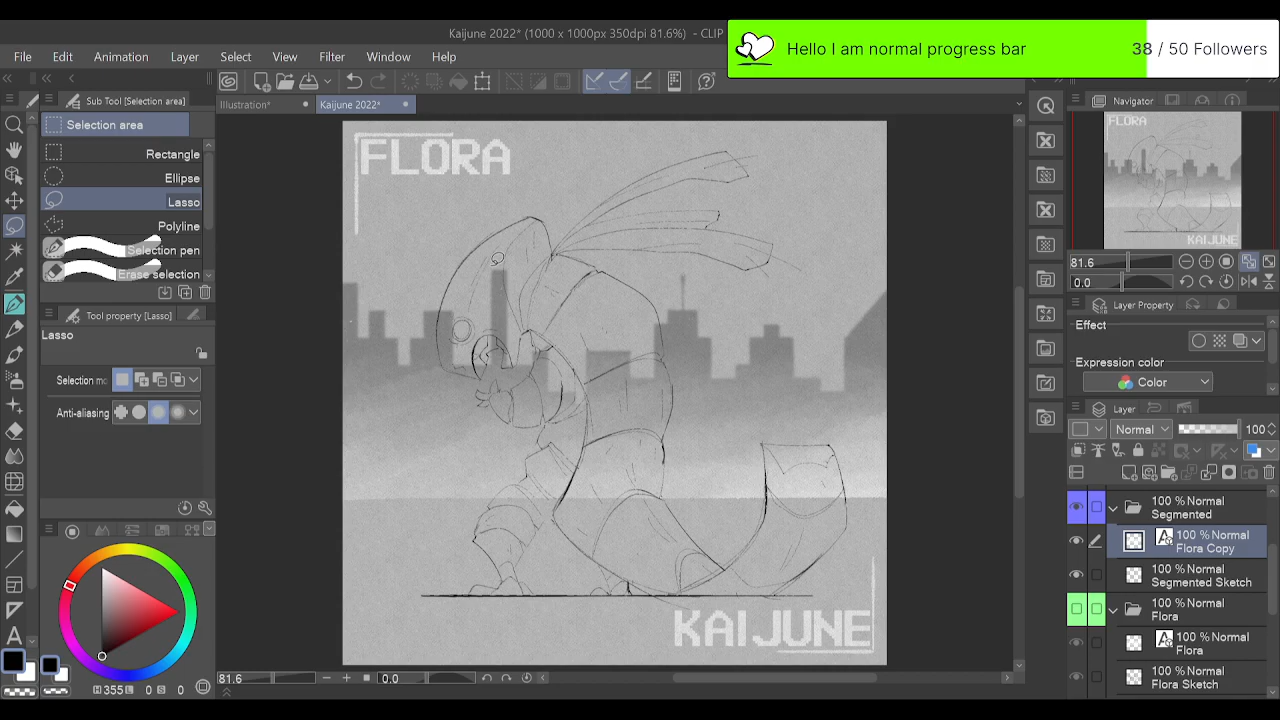 Kaijune 2022* (1000 x 1000px 350dpi 81.6%) - CLIP
Hello I am normal progress bar
38 / 50 Followers
File Edit Animation Layer Select View Filter Window Help
Sub Tool [Selection area]
Illustration*
Kaijune 2022*
Navigator
Selection area
Rectangle
Ellipse
Lasso
Polyline
Selection pen
Erase selection
Tool property [Lasso]
Lasso
Selection mo
Anti-aliasing
H 355 L 0 S 0
FLORA
KAIJUNE
81.6
0.0
FLORA
KAIJUNE
81.6
0.0
Layer Property
Effect
Expression color
Color
Layer
Normal
100
100 % Normal
Segmented
100 % Normal
Flora Copy
100 % Normal
Segmented Sketch
100 % Normal
Flora
100 % Normal
Flora
100 % Normal
Flora Sketch